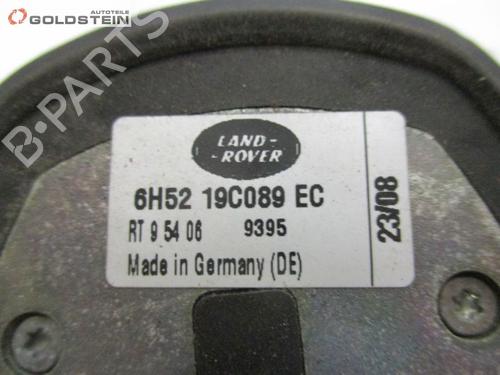 AUTOTEILE
GOLDSTEIN
B-PARTS
LAND-
-ROVER
6H52 19C089 EC
RT 9 54 06 9395
Made in Germany (DE)
23/08